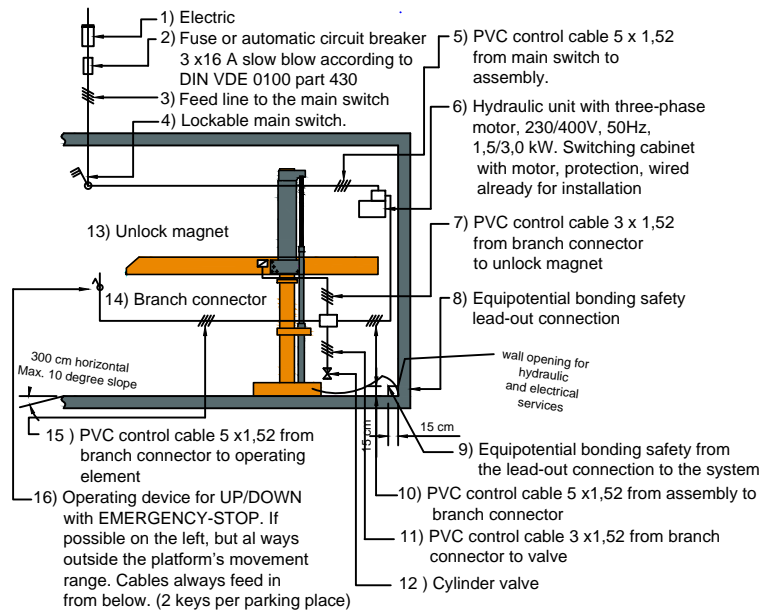 1) Electric
2) Fuse or automatic circuit breaker
3 x16 A slow blow according to
DIN VDE 0100 part 430
3) Feed line to the main switch
4) Lockable main switch.
5) PVC control cable 5 x 1,52
from main switch to
assembly.
6) Hydraulic unit with three-phase
motor, 230/400V, 50Hz,
1,5/3,0 kW. Switching cabinet
with motor, protection, wired
already for installation
13) Unlock magnet
7) PVC control cable 3 x 1,52
from branch connector
to unlock magnet
14) Branch connector
8) Equipotential bonding safety
lead-out connection
300 cm horizontal
Max. 10 degree slope
wall opening for
hydraulic
and electrical
services
15 cm
15 cm
15 ) PVC control cable 5 x1,52 from
branch connector to operating
element
9) Equipotential bonding safety from
the lead-out connection to the system
16) Operating device for UP/DOWN
with EMERGENCY-STOP. If
possible on the left, but al ways
outside the platform's movement
range. Cables always feed in
from below. (2 keys per parking place)
10) PVC control cable 5 x1,52 from assembly to
branch connector
11) PVC control cable 3 x1,52 from branch
connector to valve
12 ) Cylinder valve